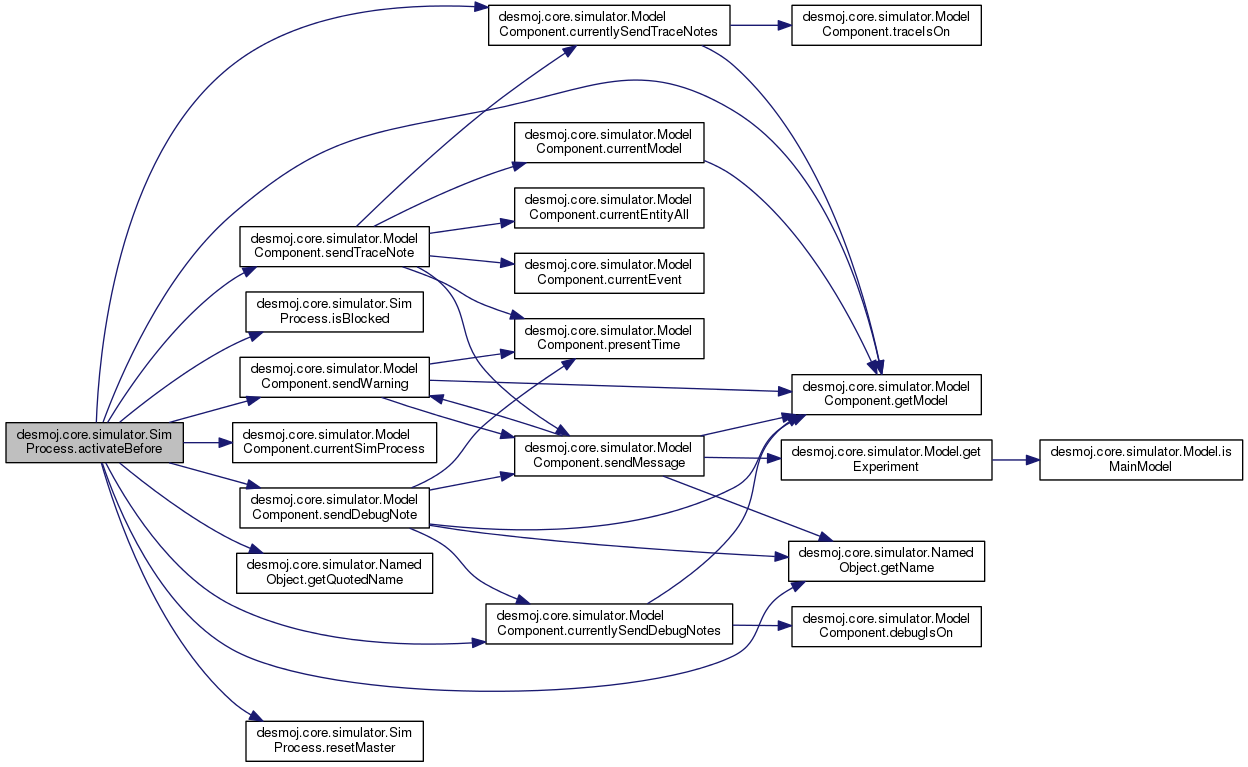 desmoj.core.simulator.Model
Component.currentlySendTraceNotes
desmoj.core.simulator.Model
Component.traceIsOn
desmoj.core.simulator.Model
Component.currentModel
desmoj.core.simulator.Model
Component.currentEntityAll
desmoj.core.simulator.Model
Component.sendTraceNote
desmoj.core.simulator.Model
Component.currentEvent
desmoj.core.simulator.Sim
Process.isBlocked
desmoj.core.simulator.Model
Component.presentTime
desmoj.core.simulator.Model
Component.sendWarning
desmoj.core.simulator.Model
Component.getModel
desmoj.core.simulator.Sim
Process.activateBefore
desmoj.core.simulator.Model
Component.currentSimProcess
desmoj.core.simulator.Model
Component.sendMessage
desmoj.core.simulator.Model.get
Experiment
desmoj.core.simulator.Model.is
MainModel
desmoj.core.simulator.Model
Component.sendDebugNote
desmoj.core.simulator.Named
Object.getQuotedName
desmoj.core.simulator.Named
Object.getName
desmoj.core.simulator.Model
Component.currentlySendDebugNotes
desmoj.core.simulator.Model
Component.debugIsOn
desmoj.core.simulator.Sim
Process.resetMaster